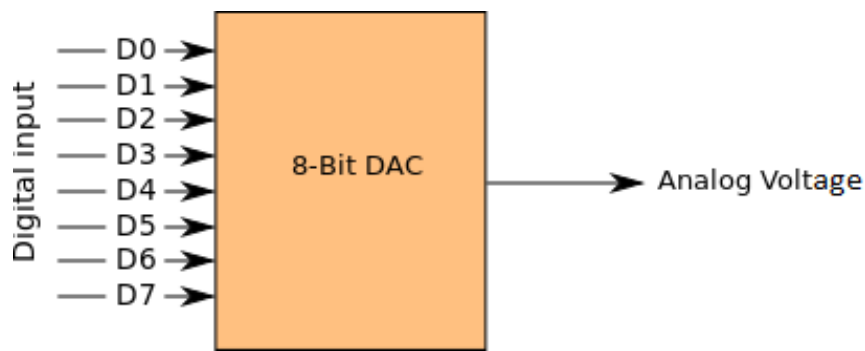 Digital input
D0
D1
D2
D3
D4
D5
D6
D7
8-Bit DAC
Analog Voltage